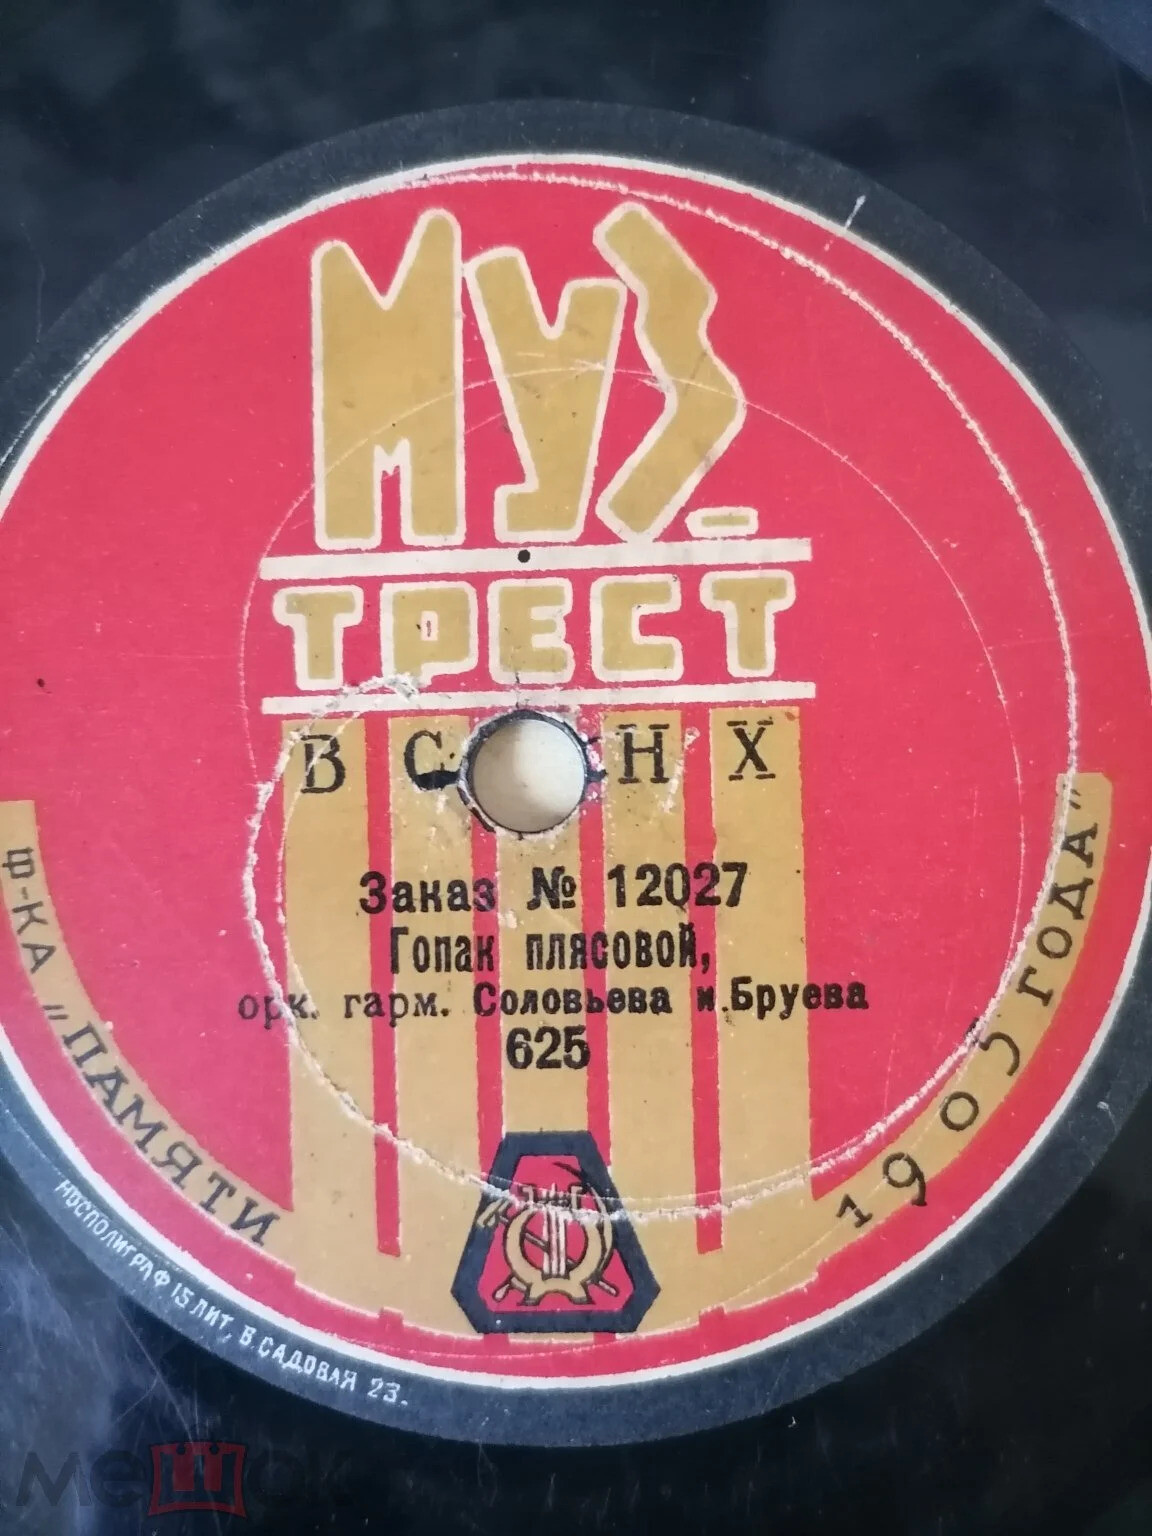 МУЗ-
ТРЕСТ
В С Н Х
Заказ № 12027
Гопак плясовой,
орк. гарм. Соловьева и Бруева
625
Ф-КА „ПАМЯТИ
1905 ГОДА"
МОСПОЛИГРАФ 15 ЛИТ, В. САДОВАЯ 23.
мешок